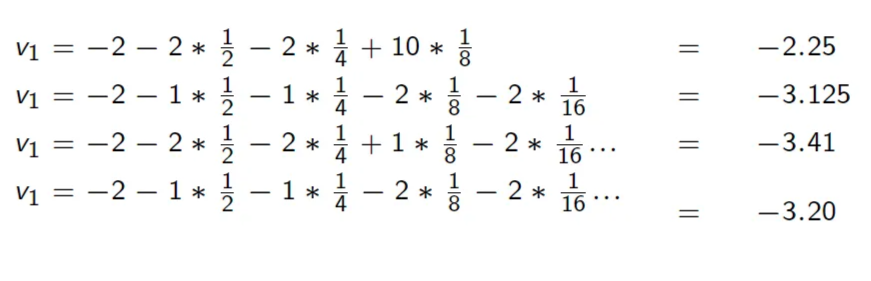 v₁ = −2 − 2 * 1/2 − 2 * 1/4 + 10 * 1/8 = −2.25
v₁ = −2 − 1 * 1/2 − 1 * 1/4 − 2 * 1/8 − 2 * 1/16 = −3.125
v₁ = −2 − 2 * 1/2 − 2 * 1/4 + 1 * 1/8 − 2 * 1/16 ... = −3.41
v₁ = −2 − 1 * 1/2 − 1 * 1/4 − 2 * 1/8 − 2 * 1/16 ... = −3.20